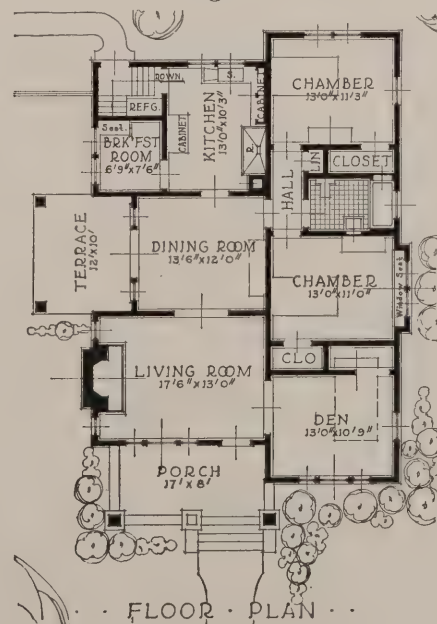 DOWN
S.
CABINET
CHAMBER
13'0"x11'3"
REFG.
KITCHEN
13'0"x10'3"
Seat
BRK'FST
ROOM
6'9"x7'6"
CABINET
R.
LIN
CLOSET
HALL
TERRACE
12'x10'
DINING ROOM
13'6"x12'0"
CHAMBER
13'0"x11'0"
Window Seat
LIVING ROOM
17'6"x13'0"
CLO
DEN
13'0"x10'9"
PORCH
17'x8'
· · FLOOR · PLAN · ·